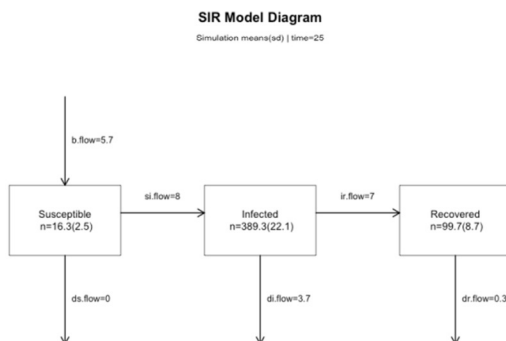 SIR Model Diagram
Simulation means(sd) | time=25
b.flow=5.7
Susceptible
n=16.3(2.5)
si.flow=8
Infected
n=389.3(22.1)
ir.flow=7
Recovered
n=99.7(8.7)
ds.flow=0
di.flow=3.7
dr.flow=0.3